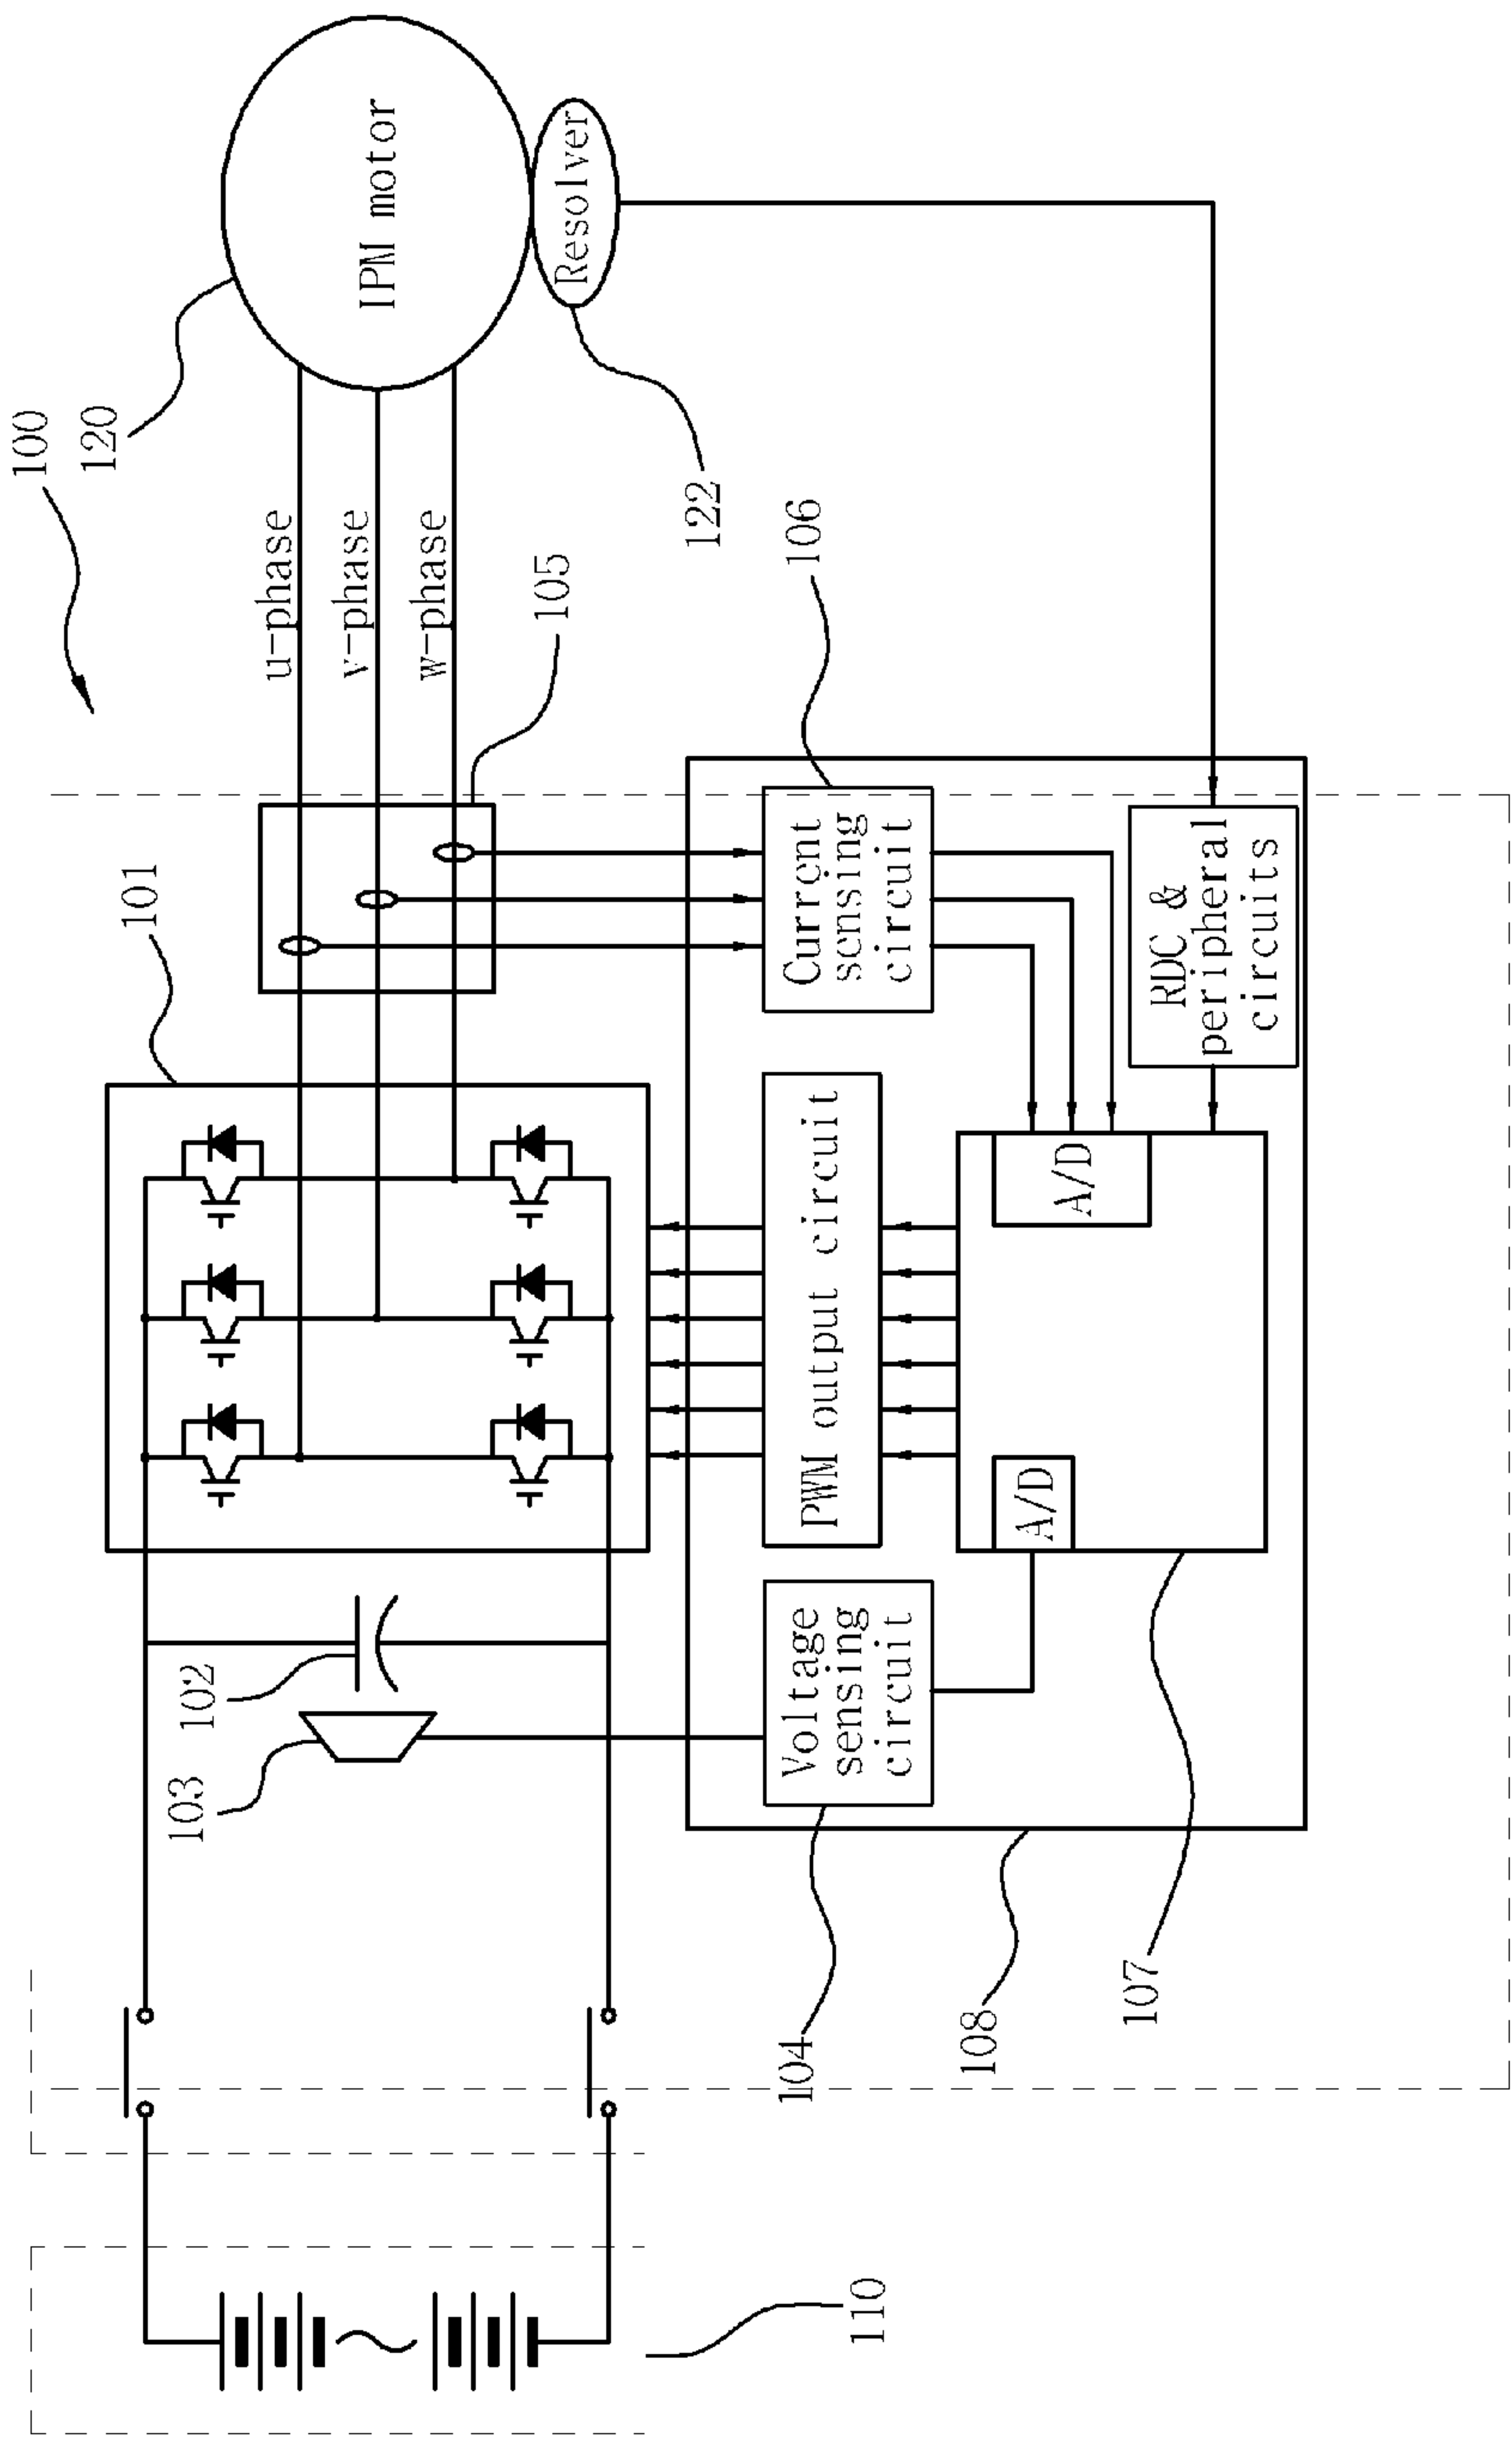 100
120
IPM motor
Resolver
122
u-phase
v-phase
w-phase
105
101
106
Current
sensing
circuit
RDC &
peripheral
circuits
PWM output circuit
A/D
A/D
102
103
Voltage
sensing
circuit
104
108
107
110